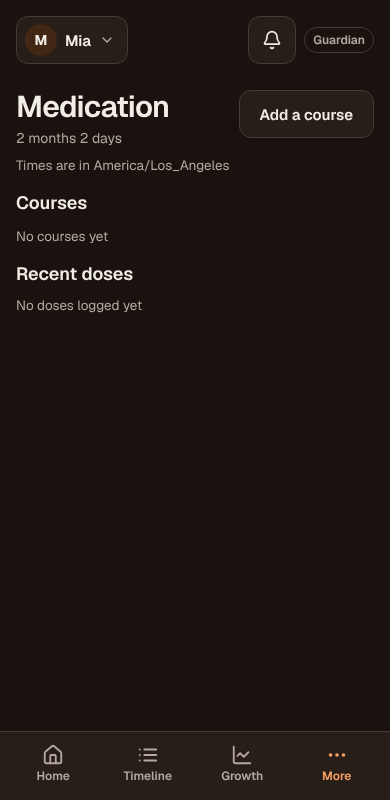 M Mia
Guardian
Medication
Add a course
2 months 2 days
Times are in America/Los_Angeles
Courses
No courses yet
Recent doses
No doses logged yet
Home Timeline Growth More